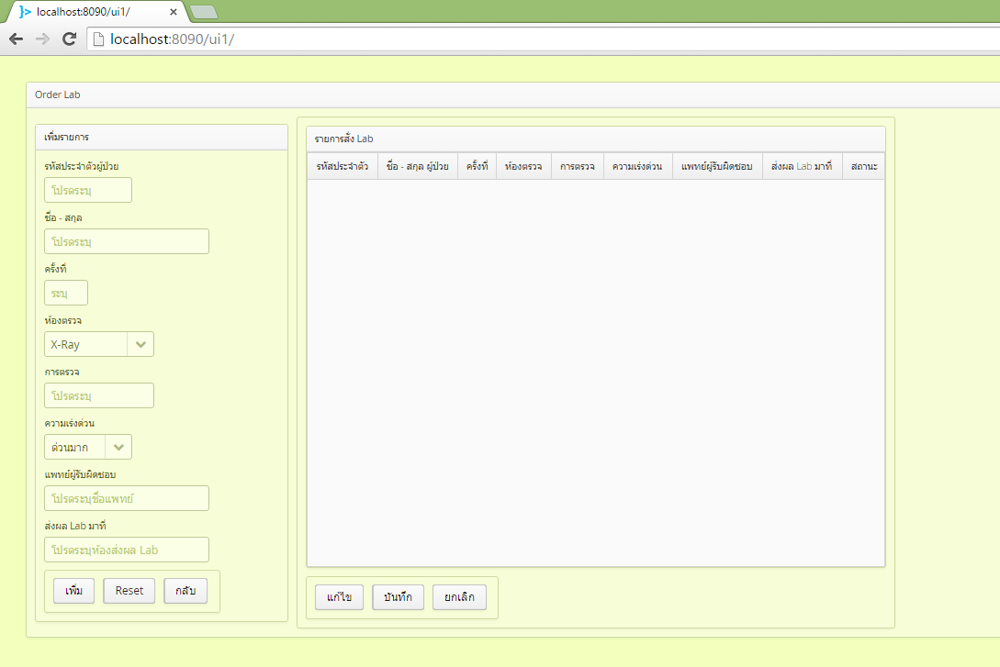 localhost:8090/ui1/
localhost:8090/ui1/
Order Lab
เพิ่มรายการ
รหัสประจำตัวผู้ป่วย
โปรดระบุ
ชื่อ - สกุล
โปรดระบุ
ครั้งที่
ระบุ
ห้องตรวจ
X-Ray
การตรวจ
โปรดระบุ
ความเร่งด่วน
ด่วนมาก
แพทย์ผู้รับผิดชอบ
โปรดระบุชื่อแพทย์
ส่งผล Lab มาที่
โปรดระบุห้องส่งผล Lab
เพิ่ม Reset กลับ
รายการสั่ง Lab
รหัสประจำตัว ชื่อ - สกุล ผู้ป่วย ครั้งที่ ห้องตรวจ การตรวจ ความเร่งด่วน แพทย์ผู้รับผิดชอบ ส่งผล Lab มาที่ สถานะ
แก้ไข บันทึก ยกเลิก